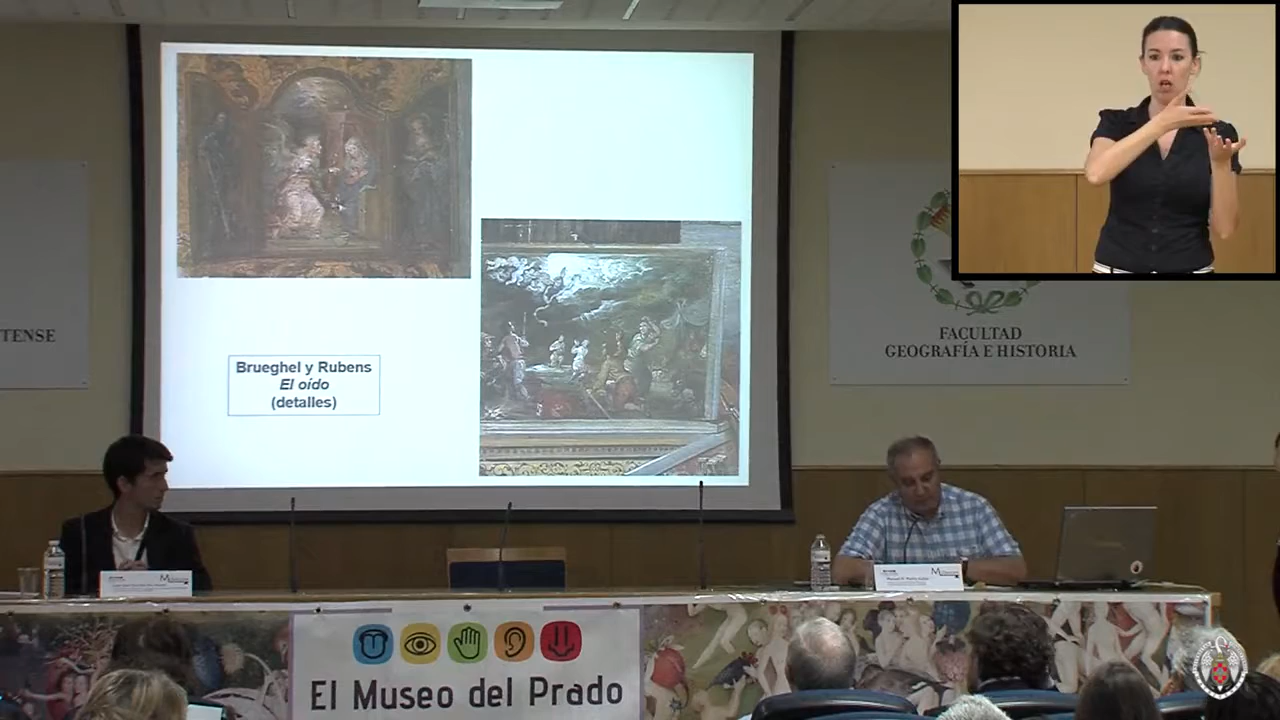 Brueghel y Rubens
El oído
(detalles)
TENSE
FACULTAD
GEOGRAFÍA E HISTORIA
El Museo del Prado